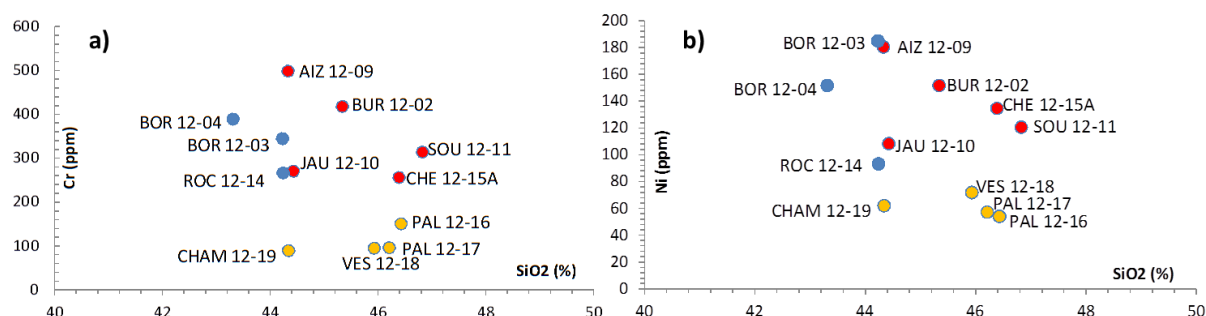 a)
Cr (ppm)
600
500
400
300
200
100
0
AIZ 12-09
BUR 12-02
BOR 12-04
BOR 12-03
JAU 12-10
SOU 12-11
ROC 12-14
CHE 12-15A
PAL 12-16
CHAM 12-19
PAL 12-17
VES 12-18
SiO2 (%)
40 42 44 46 48 50
b)
Ni (ppm)
200
180
160
140
120
100
80
60
40
20
0
BOR 12-03
AIZ 12-09
BOR 12-04
BUR 12-02
CHE 12-15A
SOU 12-11
JAU 12-10
ROC 12-14
VES 12-18
CHAM 12-19
PAL 12-17
PAL 12-16
SiO2 (%)
40 42 44 46 48 50